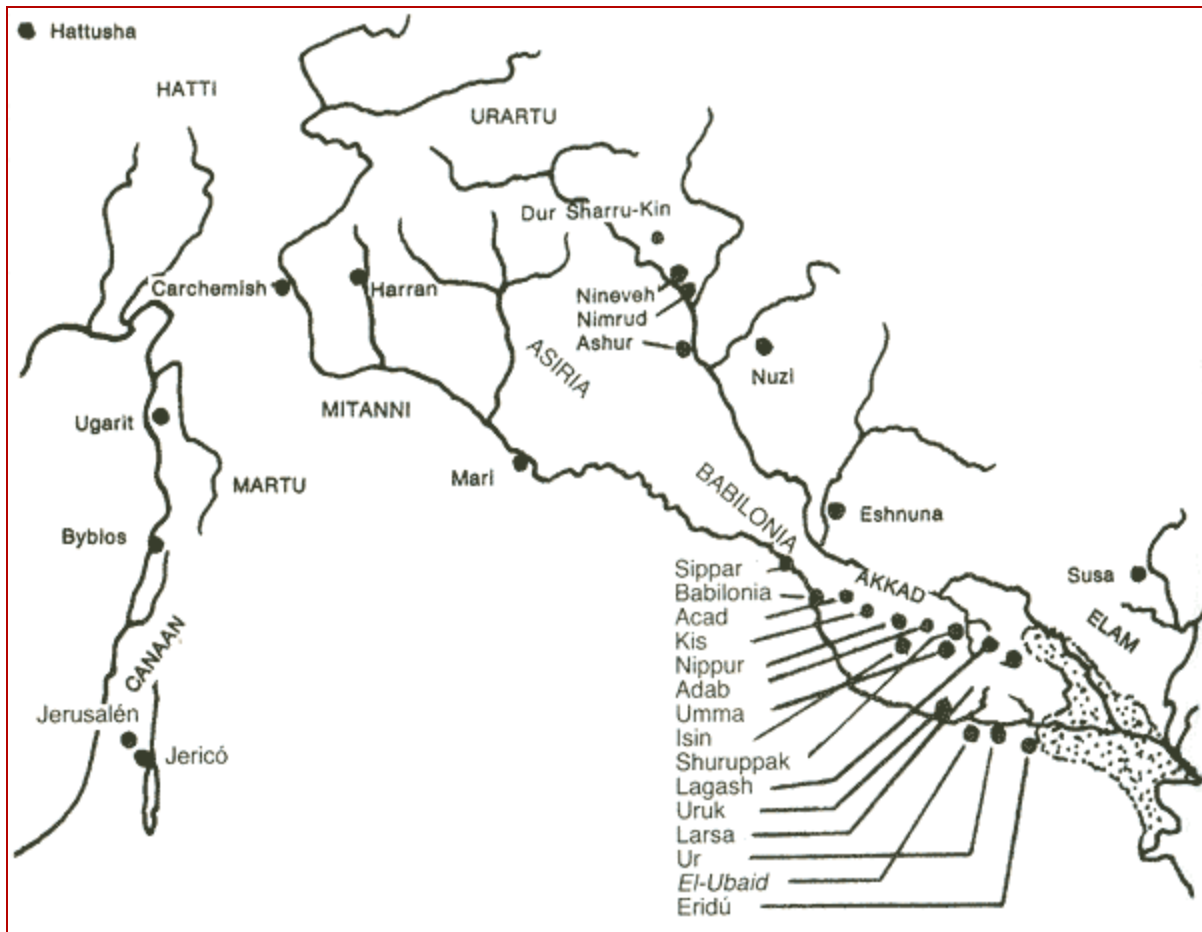 Hattusha
HATTI
URARTU
Dur Sharru-Kin
Carchemish
Harran
Nineveh
Nimrud
Ashur
ASIRIA
Nuzi
MITANNI
Ugarit
Mari
MARTU
BABILONIA
Eshnuna
Byblos
Sippar
AKKAD
Susa
Babilonia
Acad
ELAM
Kis
Nippur
CANAAN
Adab
Umma
Jerusalén
Isin
Jericó
Shuruppak
Lagash
Uruk
Larsa
Ur
El-Ubaid
Eridú